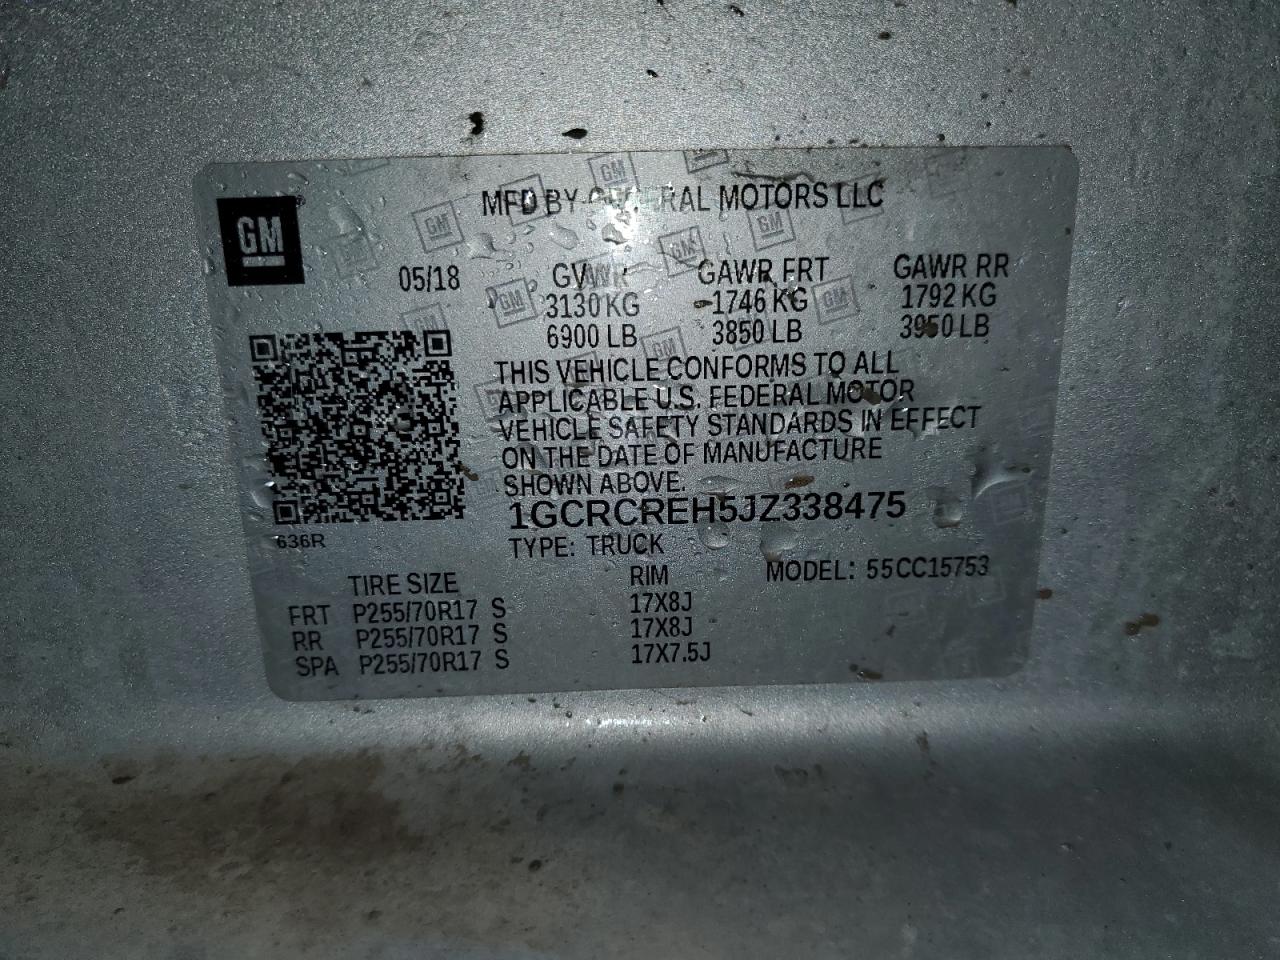 MFD BY GENERAL MOTORS LLC
GM
05/18 GVWR GAWR FRT GAWR RR
3130 KG 1746 KG 1792 KG
6900 LB 3850 LB 3950 LB
THIS VEHICLE CONFORMS TO ALL
APPLICABLE U.S. FEDERAL MOTOR
VEHICLE SAFETY STANDARDS IN EFFECT
ON THE DATE OF MANUFACTURE
SHOWN ABOVE.
1GCRCREH5JZ338475
636R
TYPE: TRUCK
TIRE SIZE RIM MODEL: 55CC15753
FRT P255/70R17 S 17X8J
RR P255/70R17 S 17X8J
SPA P255/70R17 S 17X7.5J